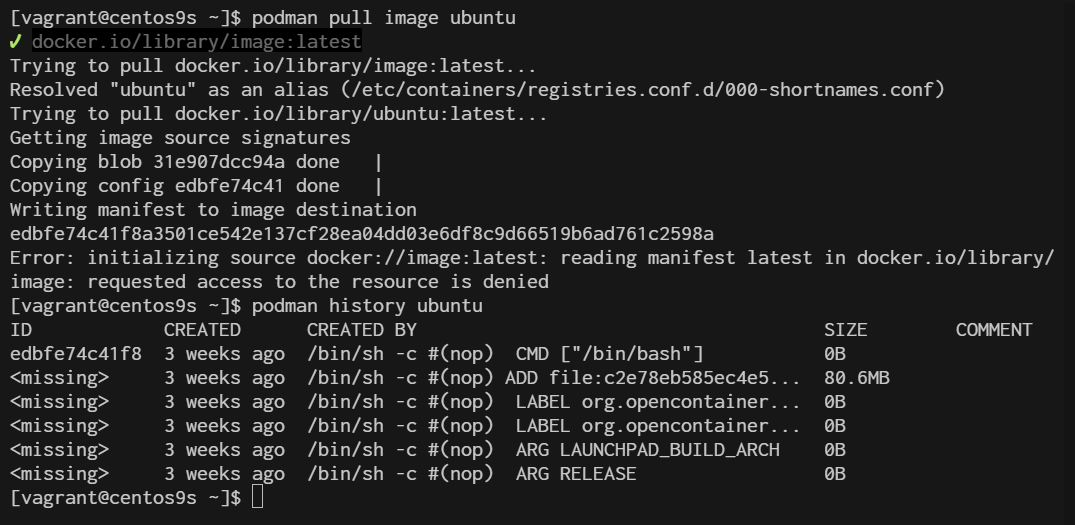 [vagrant@centos9s ~]$ podman pull image ubuntu
✔ docker.io/library/image:latest
Trying to pull docker.io/library/image:latest...
Resolved "ubuntu" as an alias (/etc/containers/registries.conf.d/000-shortnames.conf)
Trying to pull docker.io/library/ubuntu:latest...
Getting image source signatures
Copying blob 31e907dcc94a done   |
Copying config edbfe74c41 done   |
Writing manifest to image destination
edbfe74c41f8a3501ce542e137cf28ea04dd03e6df8c9d66519b6ad761c2598a
Error: initializing source docker://image:latest: reading manifest latest in docker.io/library/
image: requested access to the resource is denied
[vagrant@centos9s ~]$ podman history ubuntu
ID            CREATED      CREATED BY                                     SIZE        COMMENT
edbfe74c41f8  3 weeks ago  /bin/sh -c #(nop)  CMD ["/bin/bash"]           0B
<missing>     3 weeks ago  /bin/sh -c #(nop) ADD file:c2e78eb585ec4e5...  80.6MB
<missing>     3 weeks ago  /bin/sh -c #(nop)  LABEL org.opencontainer...  0B
<missing>     3 weeks ago  /bin/sh -c #(nop)  LABEL org.opencontainer...  0B
<missing>     3 weeks ago  /bin/sh -c #(nop)  ARG LAUNCHPAD_BUILD_ARCH    0B
<missing>     3 weeks ago  /bin/sh -c #(nop)  ARG RELEASE                 0B
[vagrant@centos9s ~]$